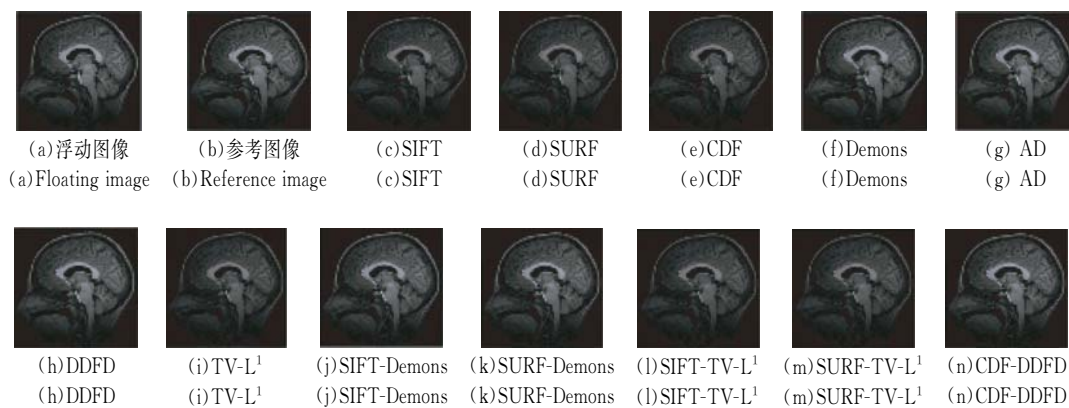 (a)浮动图像 (b)参考图像 (c)SIFT (d)SURF (e)CDF (f)Demons (g) AD
(a)Floating image (b)Reference image (c)SIFT (d)SURF (e)CDF (f)Demons (g) AD
(h)DDFD (i)TV-L¹ (j)SIFT-Demons (k)SURF-Demons (l)SIFT-TV-L¹ (m)SURF-TV-L¹ (n)CDF-DDFD
(h)DDFD (i)TV-L¹ (j)SIFT-Demons (k)SURF-Demons (l)SIFT-TV-L¹ (m)SURF-TV-L¹ (n)CDF-DDFD